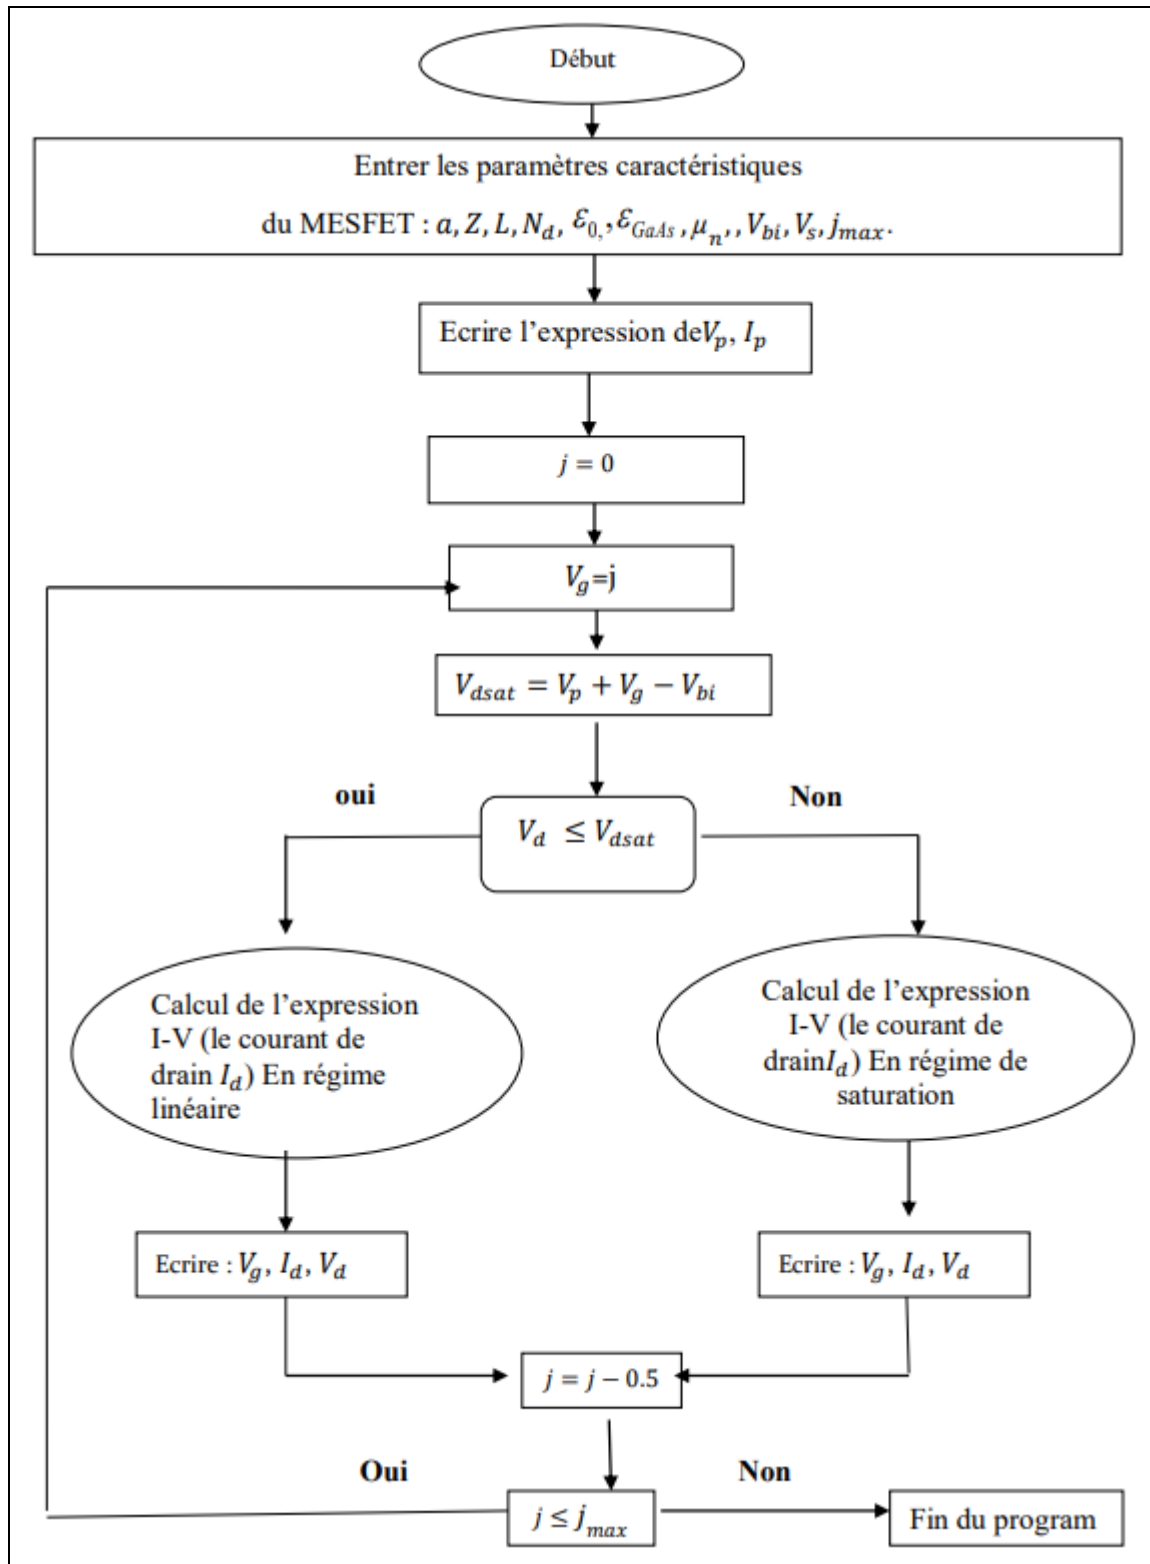 Début
Entrer les paramètres caractéristiques
du MESFET : a, Z, L, N_d, ε_0,, ε_GaAs, μ_n,, V_bi, V_s, j_max.
Ecrire l'expression deV_p, I_p
j = 0
V_g=j
V_dsat = V_p + V_g − V_bi
oui
Non
V_d ≤ V_dsat
Calcul de l'expression
I-V (le courant de
drain I_d) En régime
linéaire
Calcul de l'expression
I-V (le courant de
drainI_d) En régime de
saturation
Ecrire : V_g, I_d, V_d
Ecrire : V_g, I_d, V_d
j = j − 0.5
Oui
Non
j ≤ j_max
Fin du program